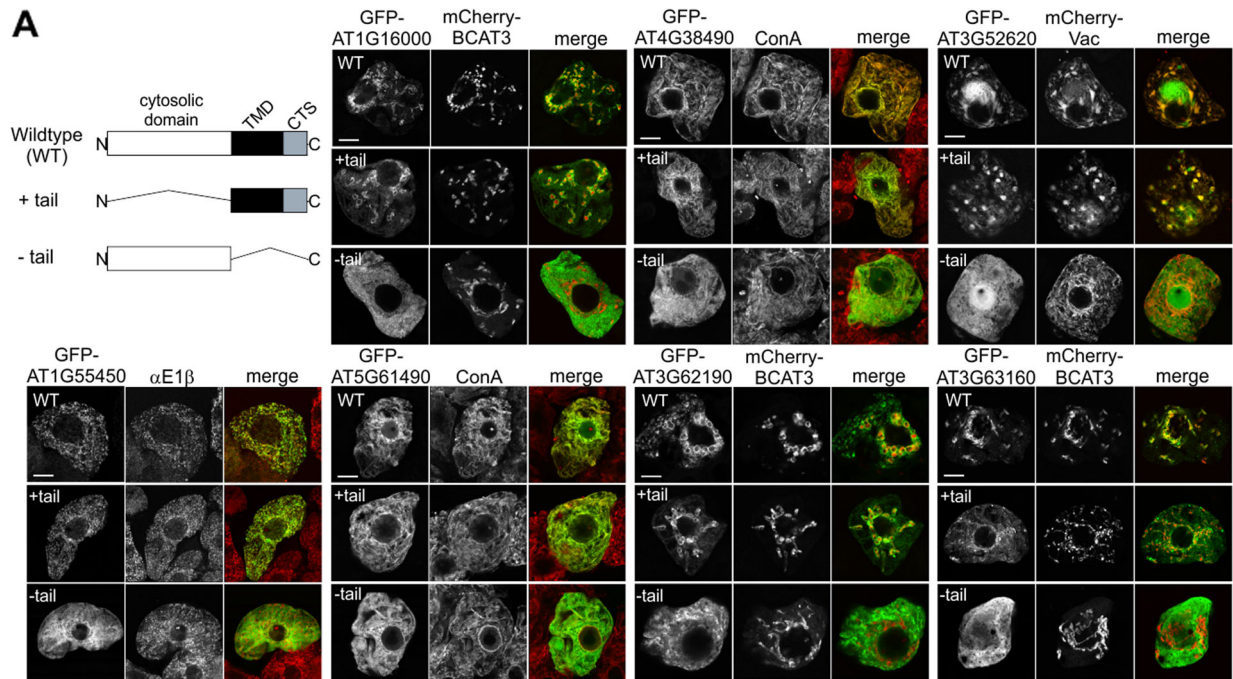 A
cytosolic
domain
TMD
CTS
Wildtype
(WT)
N
C
+ tail
N
C
- tail
N
C
GFP-
AT1G16000
mCherry-
BCAT3
merge
WT
+tail
-tail
GFP-
AT4G38490
ConA
merge
WT
+tail
-tail
GFP-
AT3G52620
mCherry-
Vac
merge
WT
+tail
-tail
GFP-
AT1G55450
αE1β
merge
WT
+tail
-tail
GFP-
AT5G61490
ConA
merge
WT
+tail
-tail
GFP-
AT3G62190
mCherry-
BCAT3
merge
WT
+tail
-tail
GFP-
AT3G63160
mCherry-
BCAT3
merge
WT
+tail
-tail